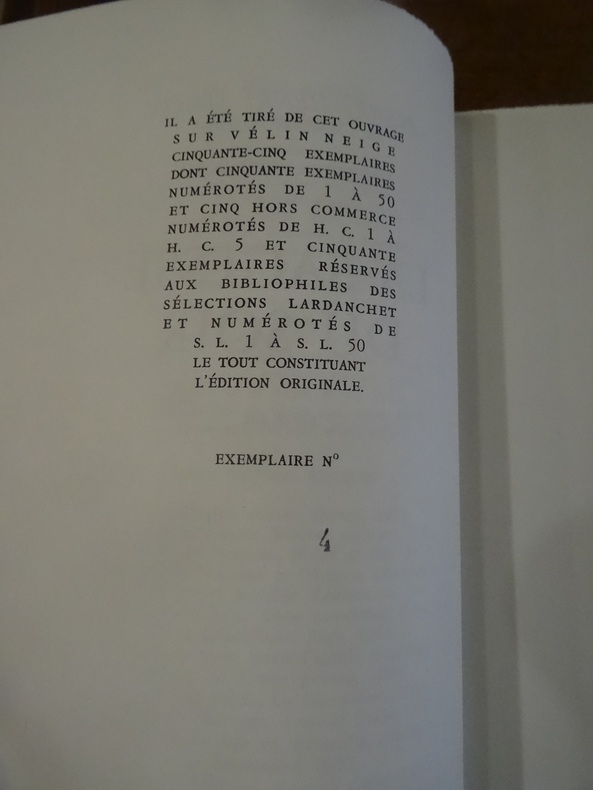 IL A ÉTÉ TIRÉ DE CET OUVRAGE
SUR VÉLIN NEIGE
CINQUANTE-CINQ EXEMPLAIRES
DONT CINQUANTE EXEMPLAIRES
NUMÉROTÉS DE 1 À 50
ET CINQ HORS COMMERCE
NUMÉROTÉS DE H. C. 1 À
H. C. 5 ET CINQUANTE
EXEMPLAIRES RÉSERVÉS
AUX BIBLIOPHILES DES
SÉLECTIONS LARDANCHET
ET NUMÉROTÉS DE
S. L. 1 À S. L. 50
LE TOUT CONSTITUANT
L'ÉDITION ORIGINALE.
EXEMPLAIRE Nº
4